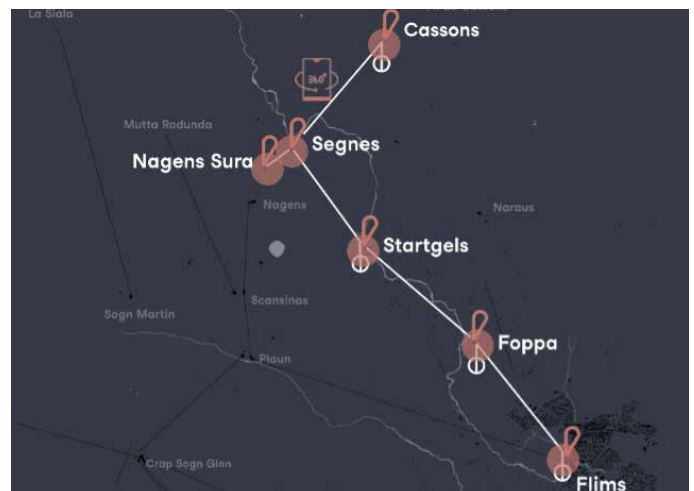 La Siala
Cassons
360°
Mutta Rodunda
Segnes
Nagens Sura
Nagens
Naraus
Startgels
Scansinas
Sogn Martin
Foppa
Plaun
Crap Sogn Gion
Flims